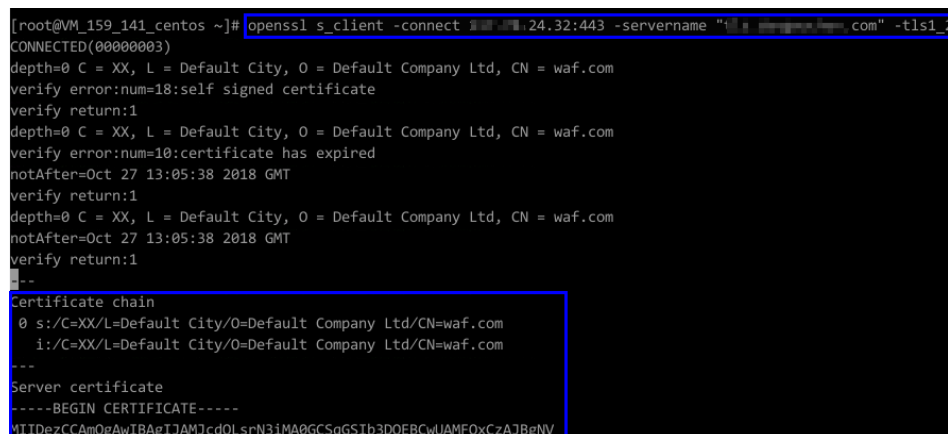 [root@VM_159_141_centos ~]# openssl s_client -connect 24.32:443 -servername " com" -tls1_2
CONNECTED(00000003)
depth=0 C = XX, L = Default City, O = Default Company Ltd, CN = waf.com
verify error:num=18:self signed certificate
verify return:1
depth=0 C = XX, L = Default City, O = Default Company Ltd, CN = waf.com
verify error:num=10:certificate has expired
notAfter=Oct 27 13:05:38 2018 GMT
verify return:1
depth=0 C = XX, L = Default City, O = Default Company Ltd, CN = waf.com
notAfter=Oct 27 13:05:38 2018 GMT
verify return:1
---
Certificate chain
0 s:/C=XX/L=Default City/O=Default Company Ltd/CN=waf.com
i:/C=XX/L=Default City/O=Default Company Ltd/CN=waf.com
---
Server certificate
-----BEGIN CERTIFICATE-----
MIIDezCCAmOgAwIBAgIJAMJcdOLsrN3iMA0GCSqGSIb3DQEBCwUAMFQxCzAJBgNV